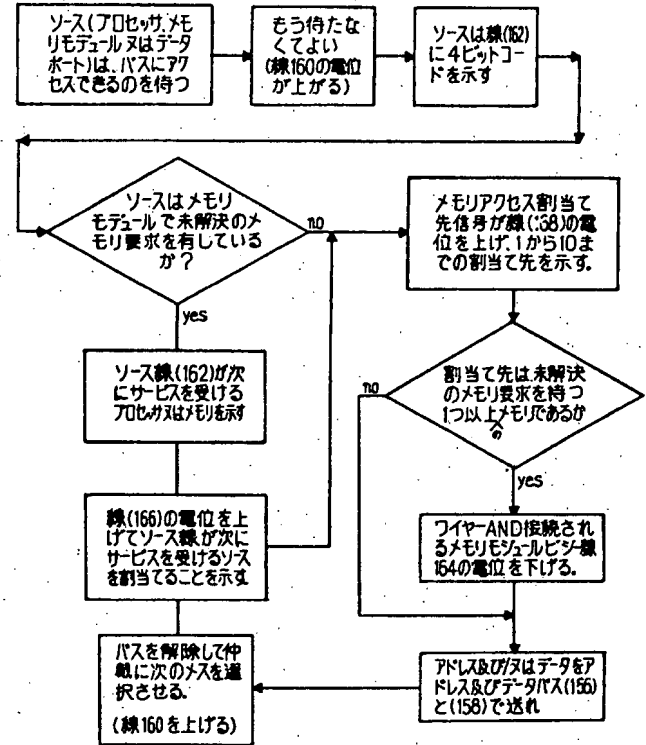 ソース(プロセッサ、メモ
リモデュール又はデータ
ポート)は、バスにアク
セスできるのを待つ
もう待たな
くてよい
(線160の電位
が上がる)
ソースは線(162)
に4ビットコー
ドを示す
ソースはメモリ
モデュールで未解決のメ
モリ要求を有している
か?
no
yes
メモリアクセス割当て
先信号が線(168)の電
位を上げ、1から10ま
での割当て先を示す。
ソース線(162)が次
にサービスを受ける
プロセッサ又はメモリを示す
割当て先は未解決
のメモリ要求を持つ
1つ以上のメモリであるか
no
yes
線(166)の電位を上
げてソース線が次に
サービスを受けるソース
を割当てることを示す
ワイヤーAND接続され
るメモリモジュールビジー線
164の電位を下げる。
バスを解除して仲
裁に次のメスを選
択させる。
(線160を上げる)
アドレス及び/又はデータをア
ドレス及びデータバス(156)
と(158)で送れ